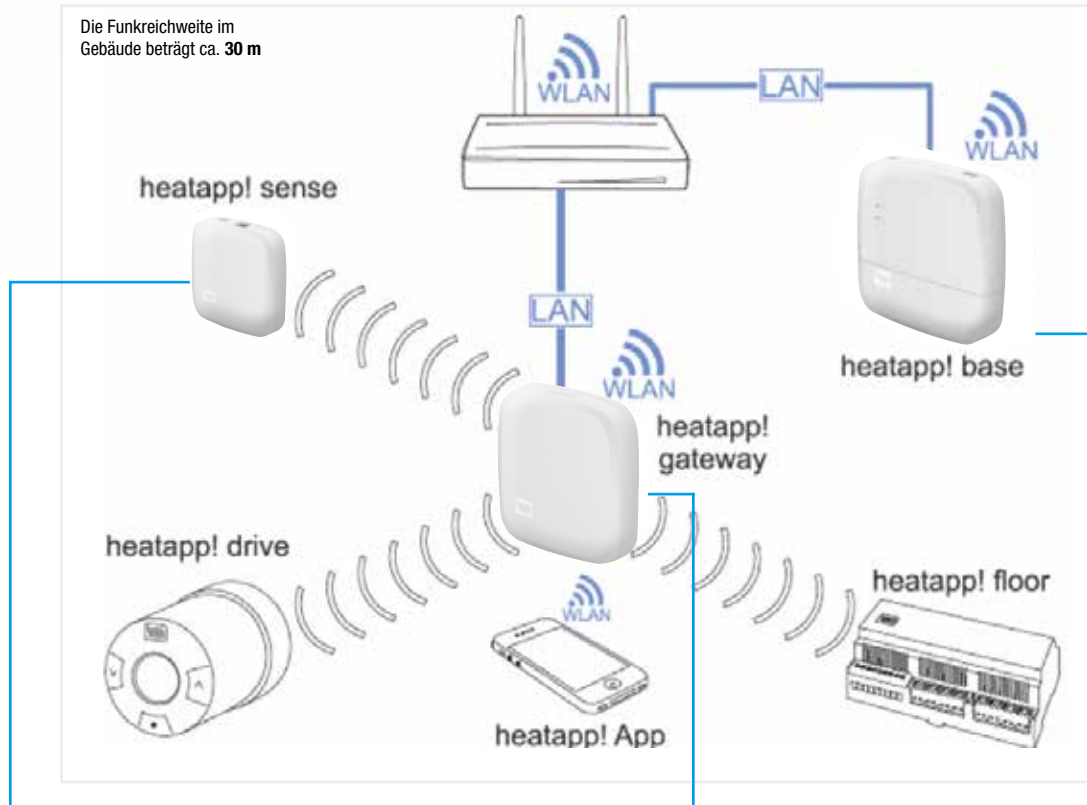 Die Funkreichweite im
Gebäude beträgt ca. 30 m
WLAN
LAN
WLAN
heatapp! sense
LAN
WLAN
heatapp! base
heatapp!
gateway
heatapp! drive
heatapp! floor
WLAN
heatapp! App